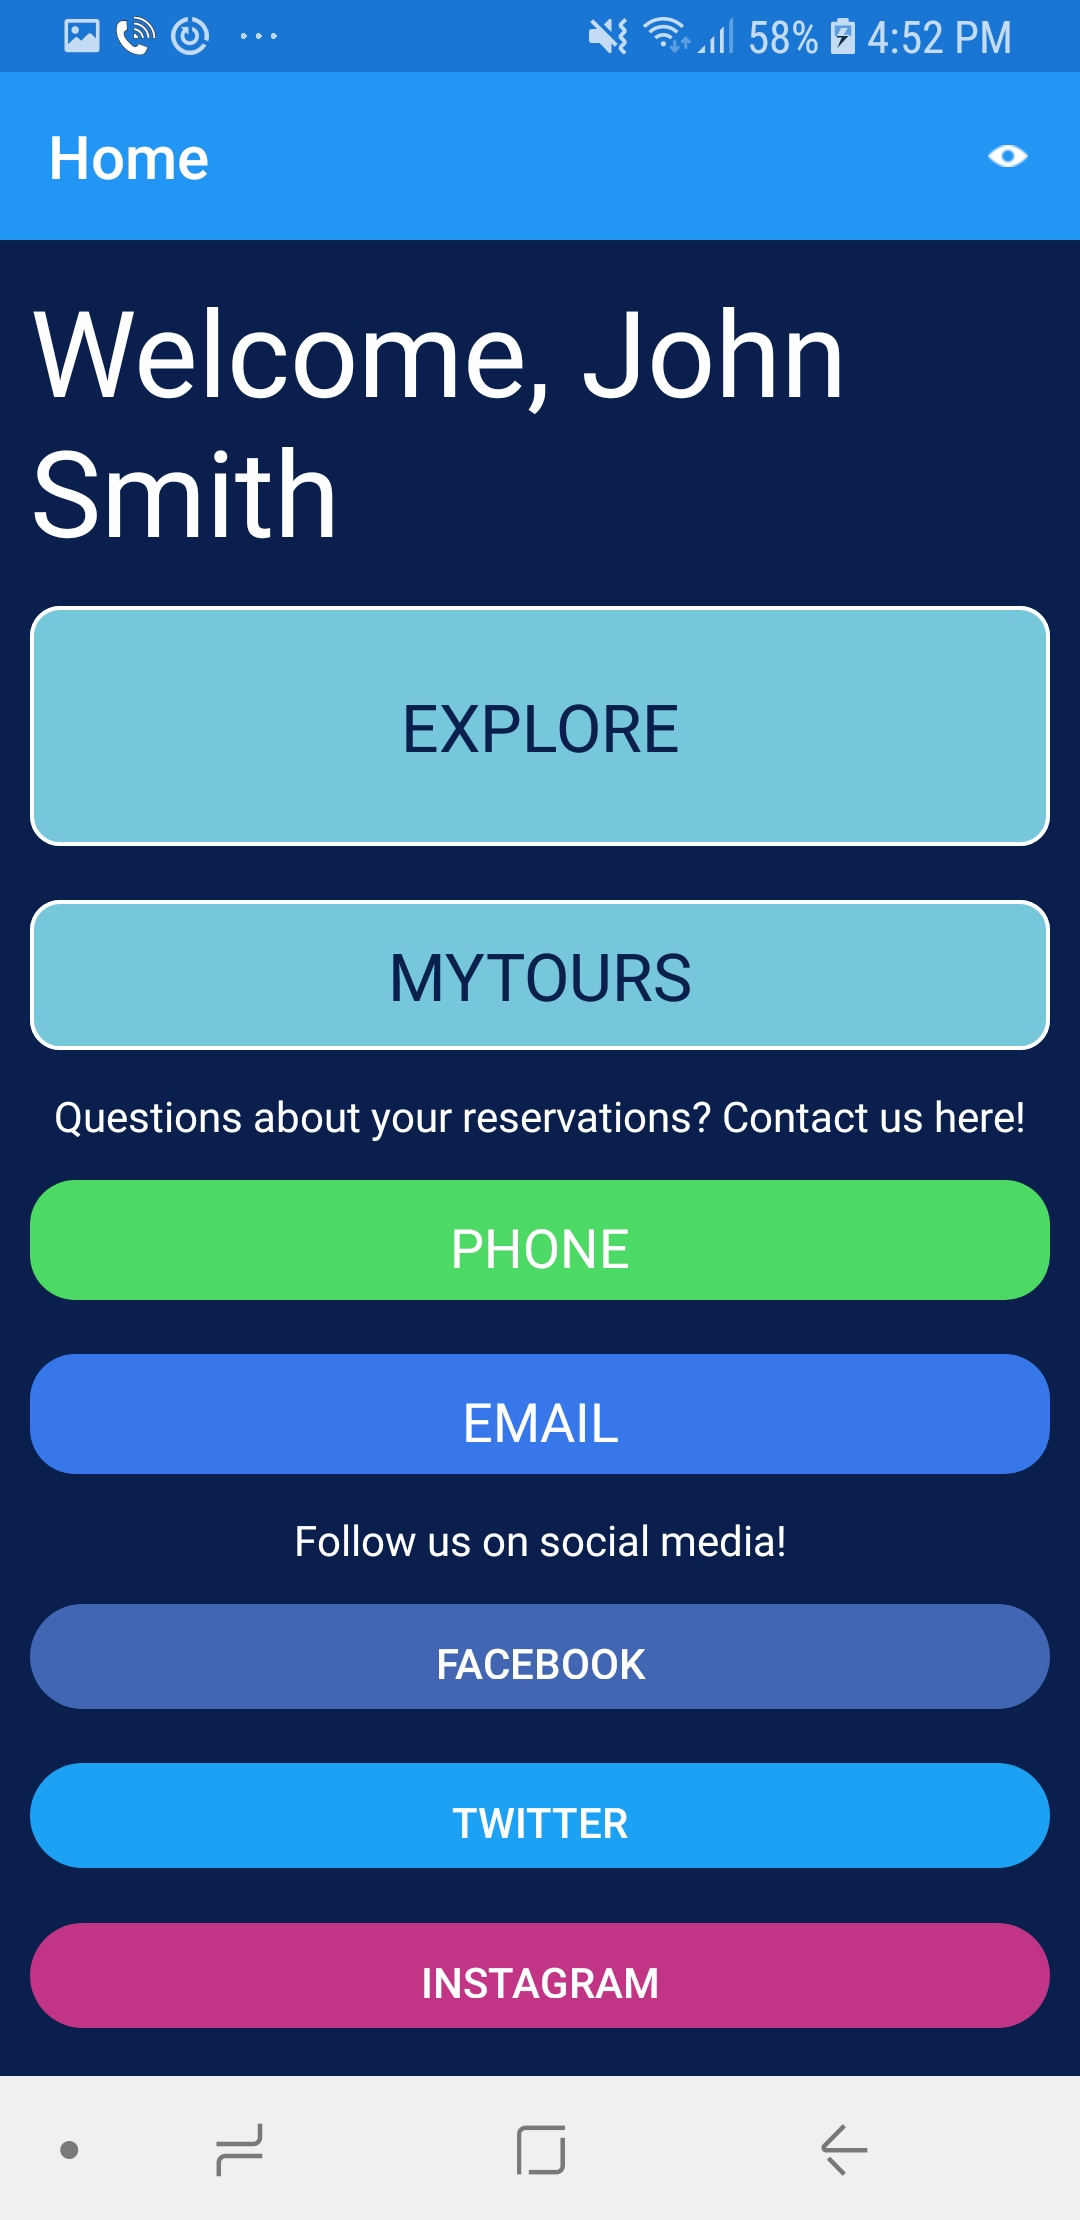 58% 4:52 PM
Home
Welcome, John
Smith
EXPLORE
MYTOURS
Questions about your reservations? Contact us here!
PHONE
EMAIL
Follow us on social media!
FACEBOOK
TWITTER
INSTAGRAM